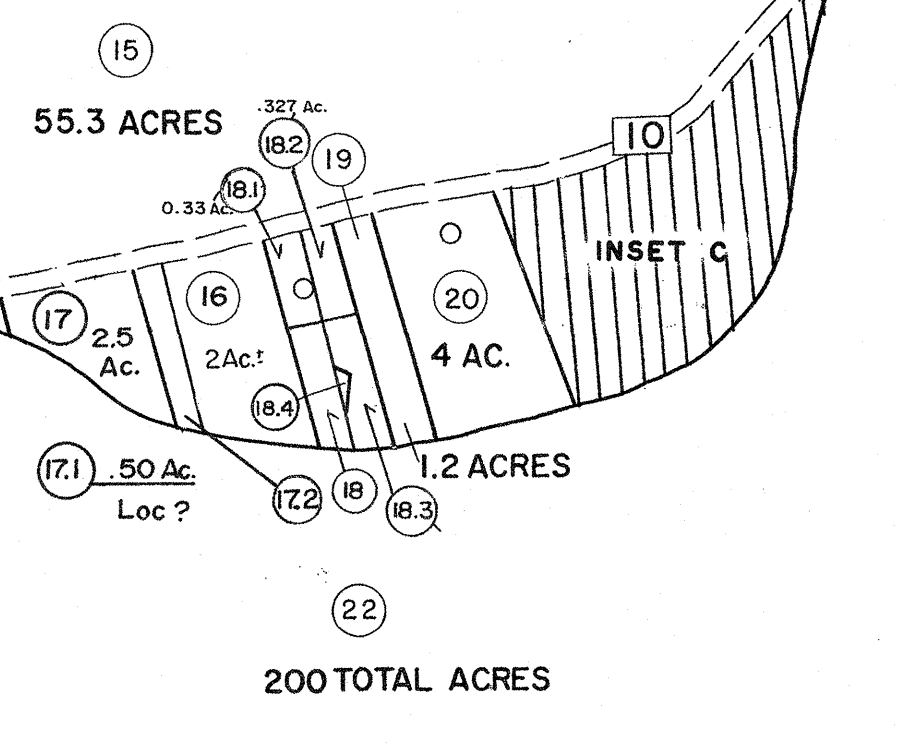 15
55.3 ACRES
.327 Ac.
18.2
19
18.1
0.33 Ac.
10
INSET C
16
17
2.5
Ac.
2Ac.±
20
4 AC.
18.4
1.2 ACRES
17.1 .50 Ac.
Loc ?
17.2
18
18.3
22
200 TOTAL ACRES